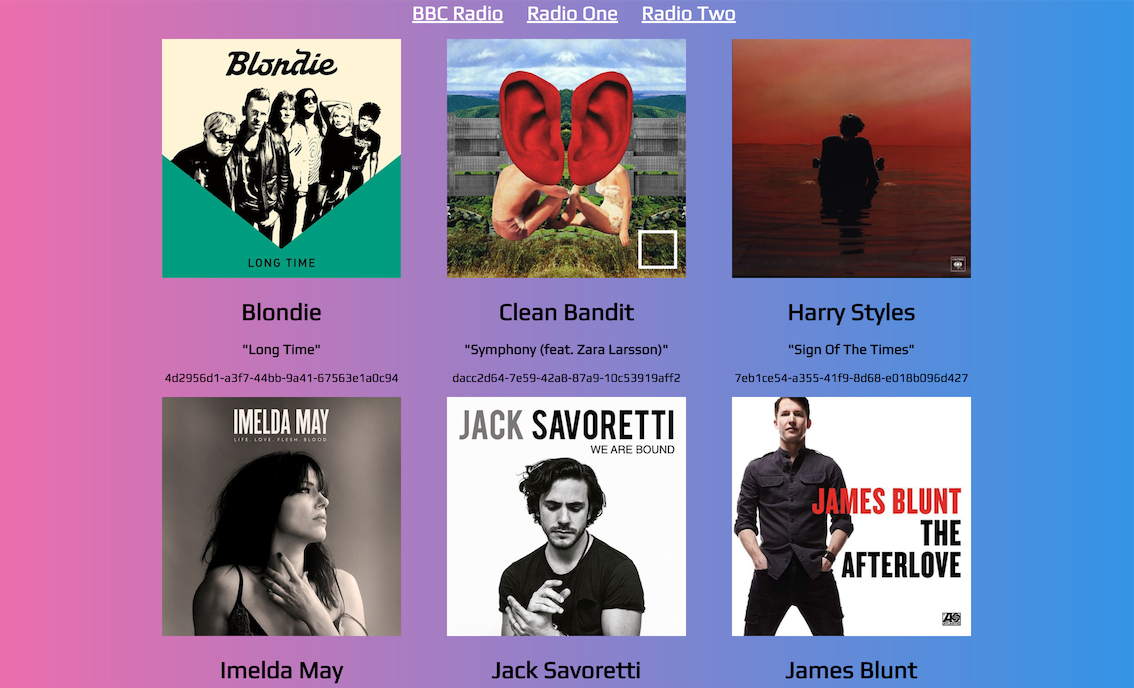 BBC Radio Radio One Radio Two
Blondie
LONG TIME
Blondie
"Long Time"
4d2956d1-a3f7-44bb-9a41-67563e1a0c94
Clean Bandit
"Symphony (feat. Zara Larsson)"
dacc2d64-7e59-42a8-87a9-10c53919aff2
Harry Styles
"Sign Of The Times"
7eb1ce54-a355-41f9-8d68-e018b096d427
IMELDA MAY
LIFE. LOVE. FLESH. BLOOD
Imelda May
JACK SAVORETTI
WE ARE BOUND
Jack Savoretti
JAMES BLUNT
THE
AFTERLOVE
James Blunt